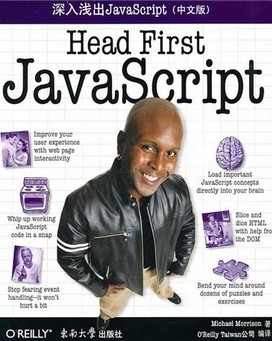 深入浅出JavaScript（中文版）
Head First
JavaScript
Improve your
user experience
with web page
interactivity
Load important
JavaScript concepts
directly into your brain
Whip up working
JavaScript
code in a snap
Slice and
dice HTML
with help from
the DOM
Stop fearing event
handling—it won't
hurt a bit
Bend your mind around
dozens of puzzles and
exercises
Michael Morrison 著
O'REILLY® 东南大学出版社
O'Reilly Taiwan公司 编译